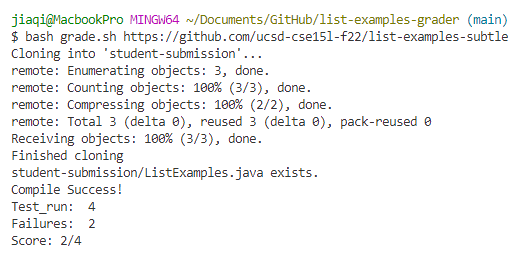 jiaqi@MacbookPro MINGW64 ~/Documents/GitHub/list-examples-grader (main)
$ bash grade.sh https://github.com/ucsd-cse15l-f22/list-examples-subtle
Cloning into 'student-submission'...
remote: Enumerating objects: 3, done.
remote: Counting objects: 100% (3/3), done.
remote: Compressing objects: 100% (2/2), done.
remote: Total 3 (delta 0), reused 3 (delta 0), pack-reused 0
Receiving objects: 100% (3/3), done.
Finished cloning
student-submission/ListExamples.java exists.
Compile Success!
Test_run:  4
Failures:  2
Score: 2/4